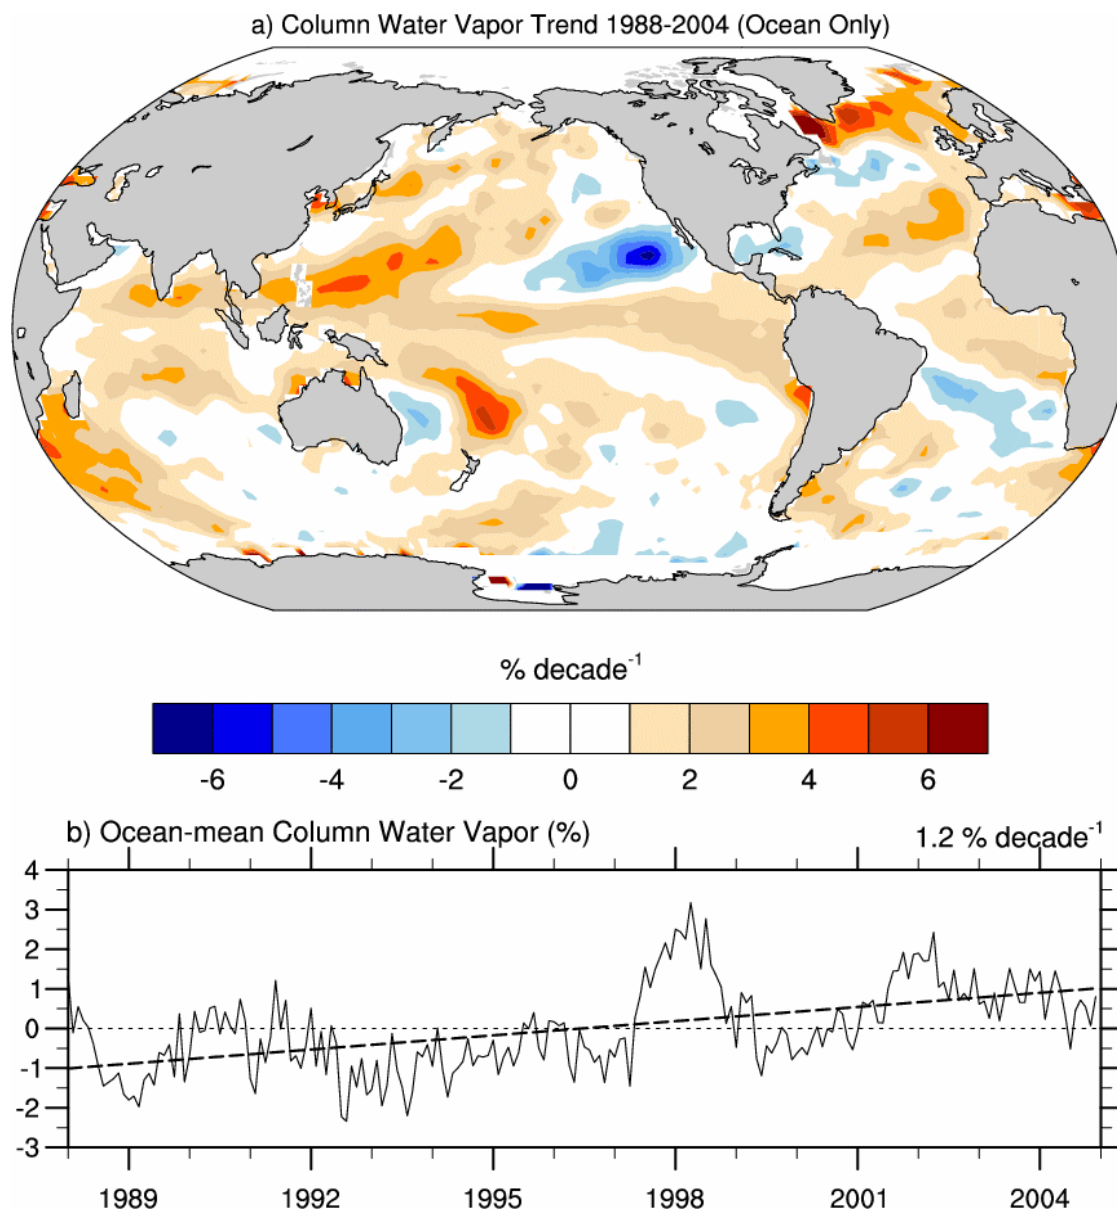 a) Column Water Vapor Trend 1988-2004 (Ocean Only)
% decade⁻¹
-6 -4 -2 0 2 4 6
b) Ocean-mean Column Water Vapor (%) 1.2 % decade⁻¹
4
3
2
1
0
-1
-2
-3
1989 1992 1995 1998 2001 2004